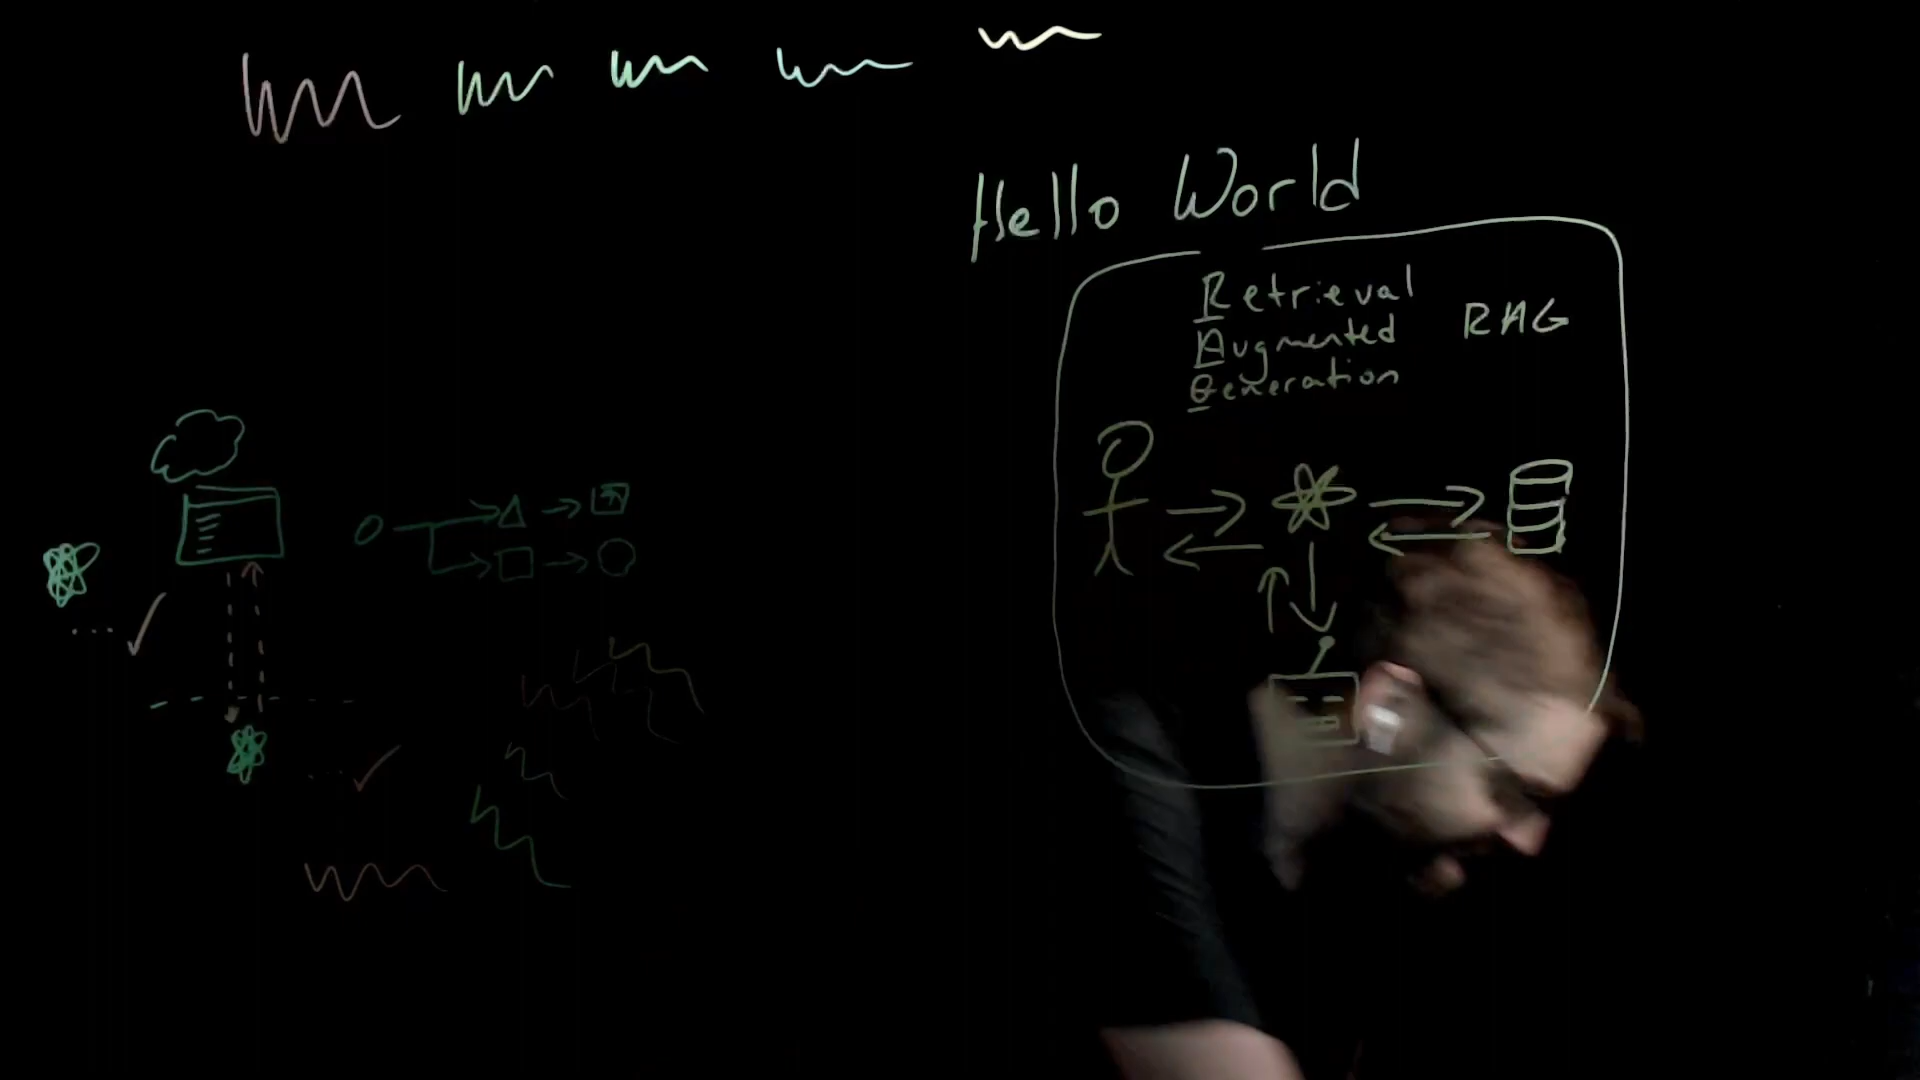 Hello World
Retrieval
Augmented
Generation
RAG